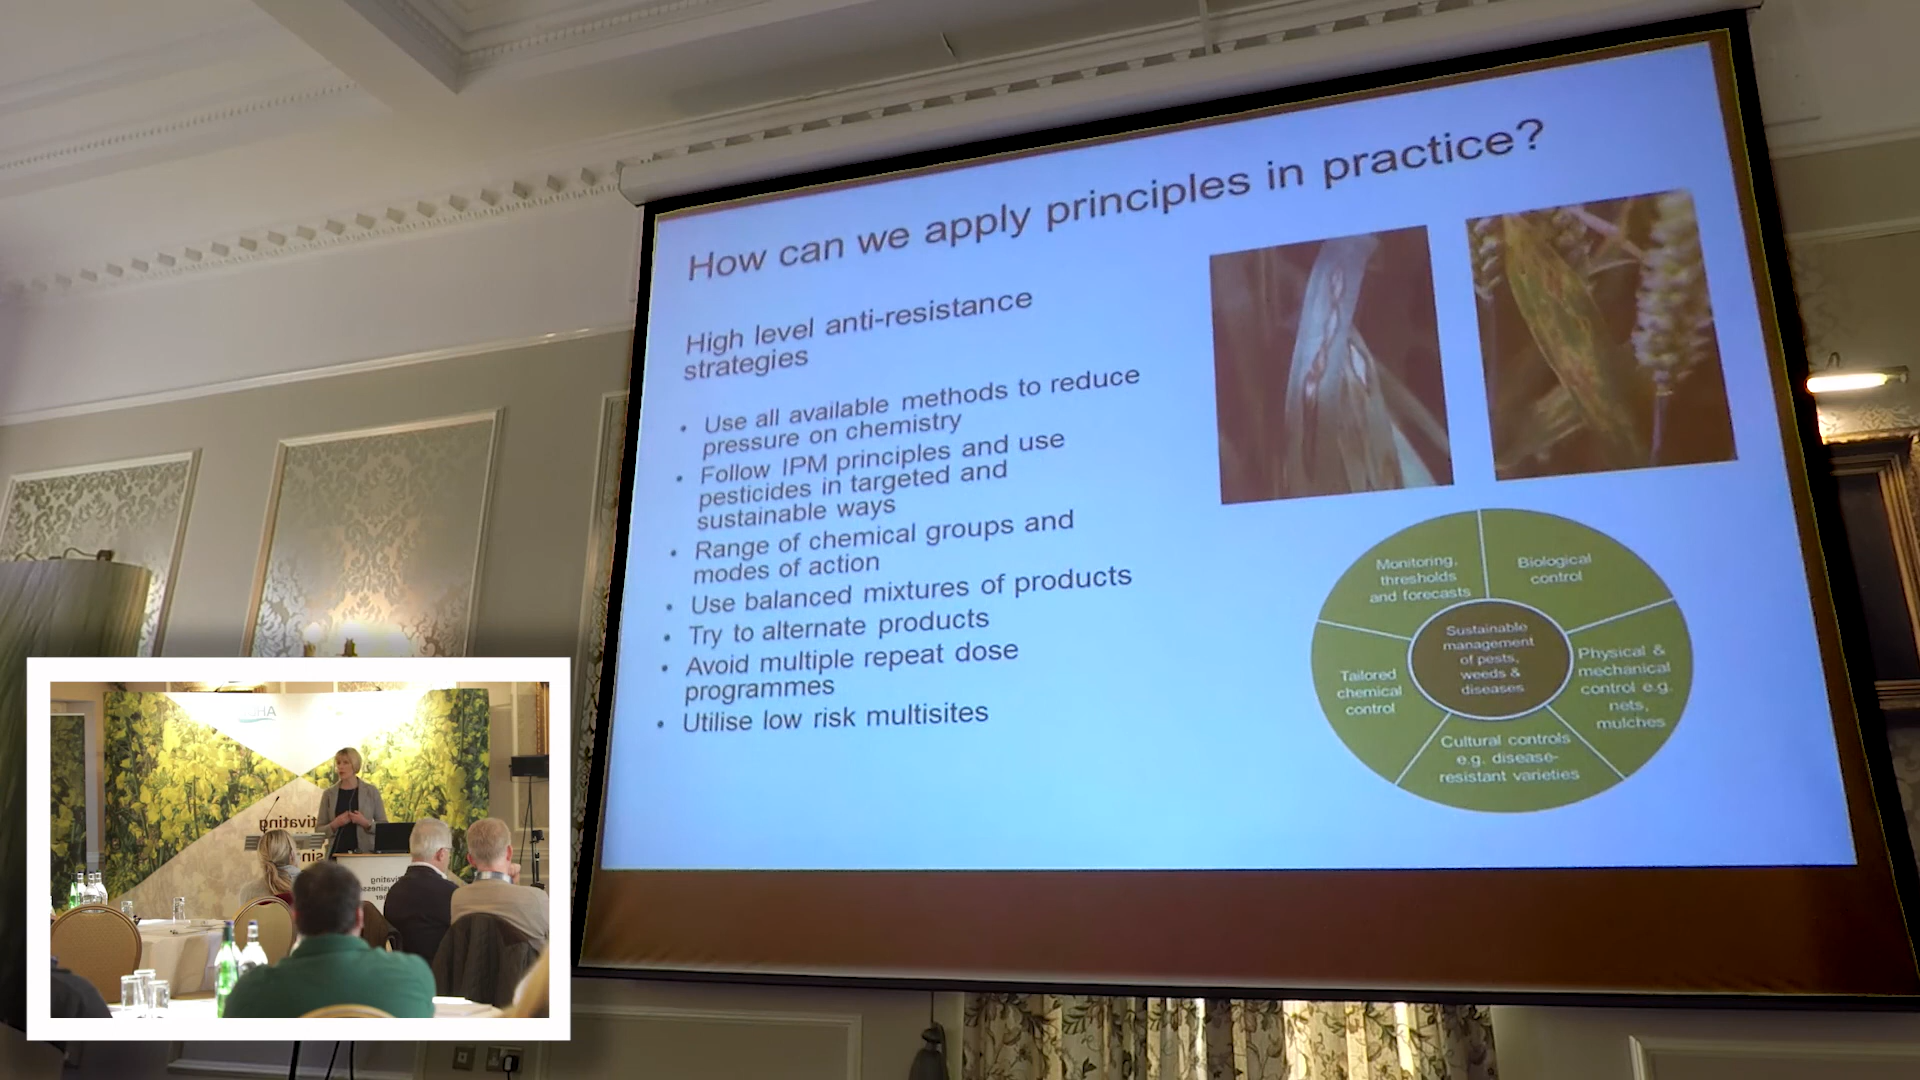 How can we apply principles in practice?
High level anti-resistance
strategies
• Use all available methods to reduce
pressure on chemistry
• Follow IPM principles and use
pesticides in targeted and
sustainable ways
• Range of chemical groups and
modes of action
• Use balanced mixtures of products
• Try to alternate products
• Avoid multiple repeat dose
programmes
• Utilise low risk multisites
Monitoring,
thresholds
and forecasts
Biological
control
Sustainable
management
of pests,
weeds &
diseases
Physical &
mechanical
control e.g.
nets,
mulches
Tailored
chemical
control
Cultural controls
e.g. disease-
resistant varieties